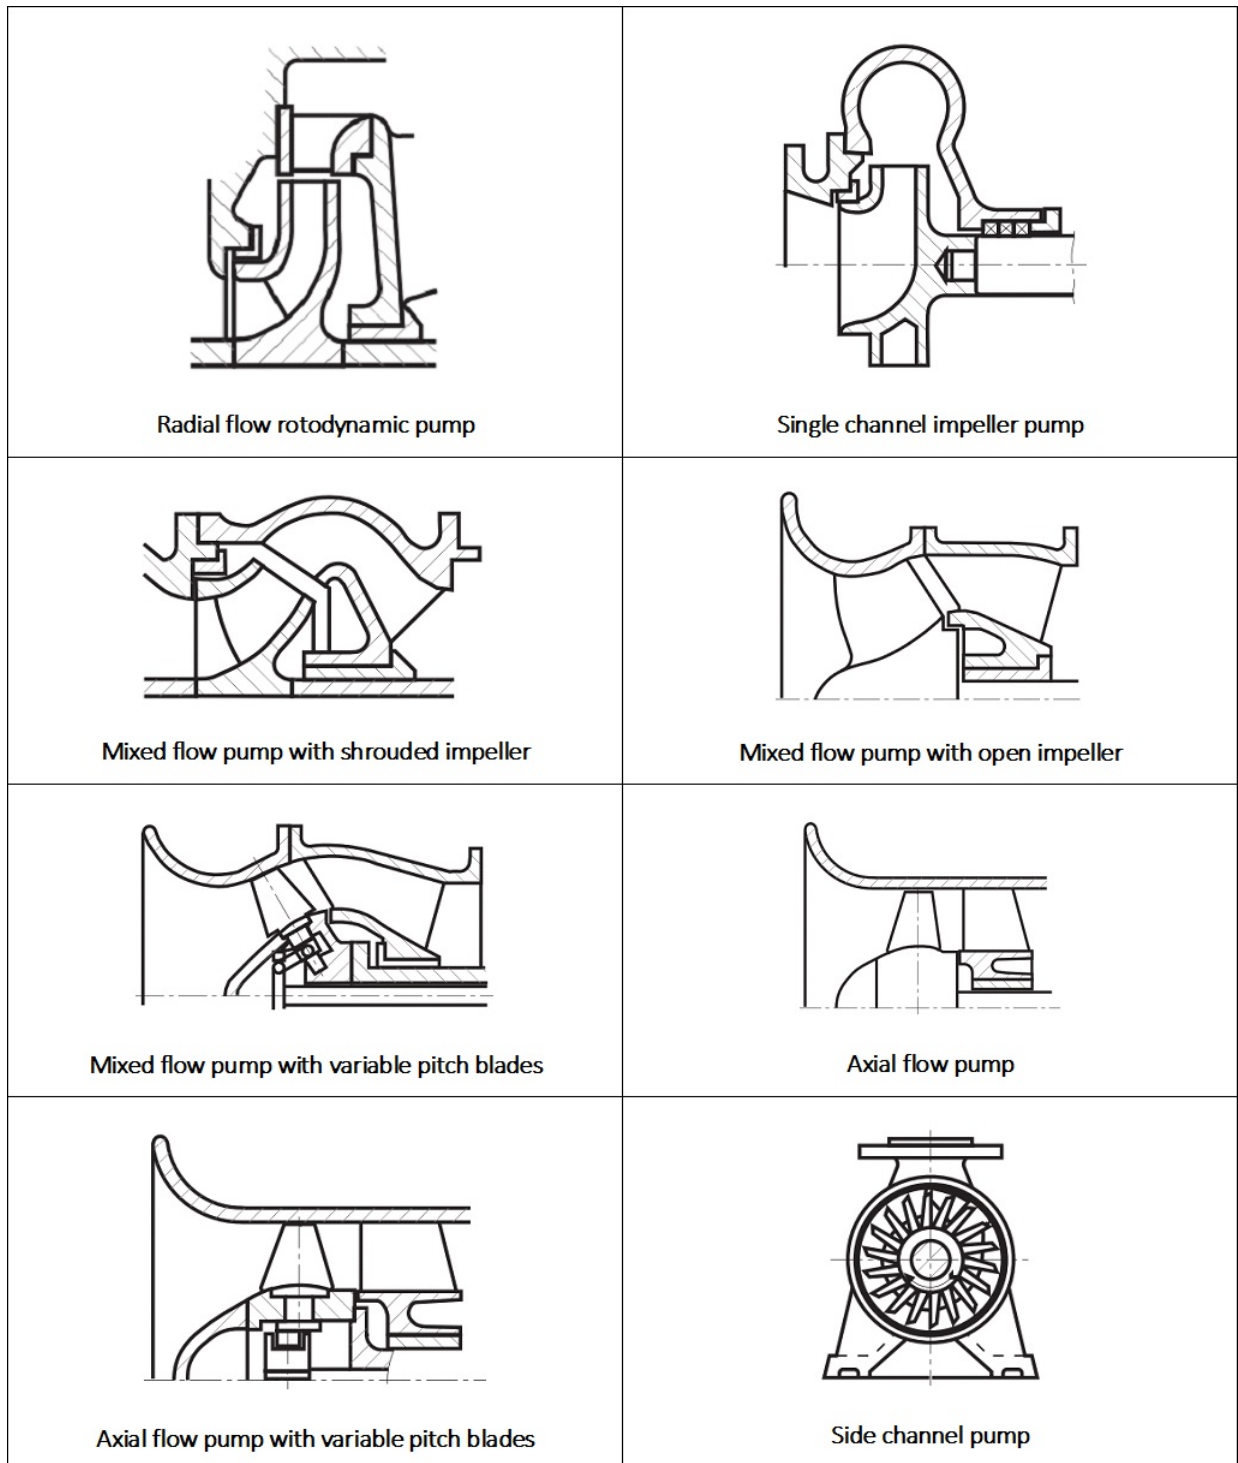 Radial flow rotodynamic pump
Single channel impeller pump
Mixed flow pump with shrouded impeller
Mixed flow pump with open impeller
Mixed flow pump with variable pitch blades
Axial flow pump
Axial flow pump with variable pitch blades
Side channel pump